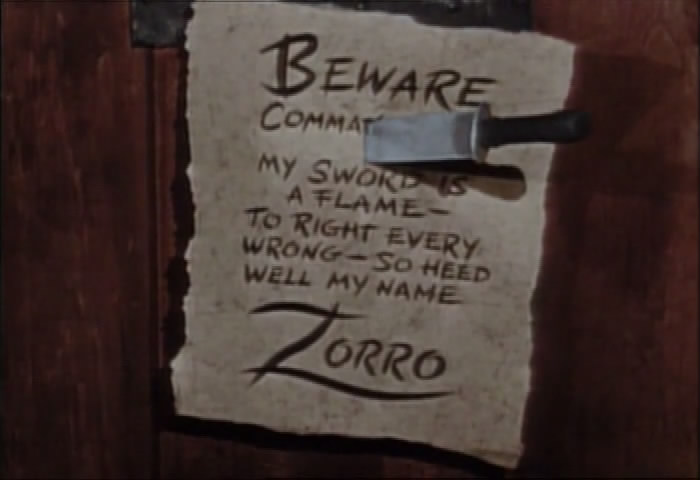 BEWARE
MY SWORD IS
A FLAME—
TO RIGHT EVERY
WRONG—SO HEED
WELL MY NAME
ZORRO